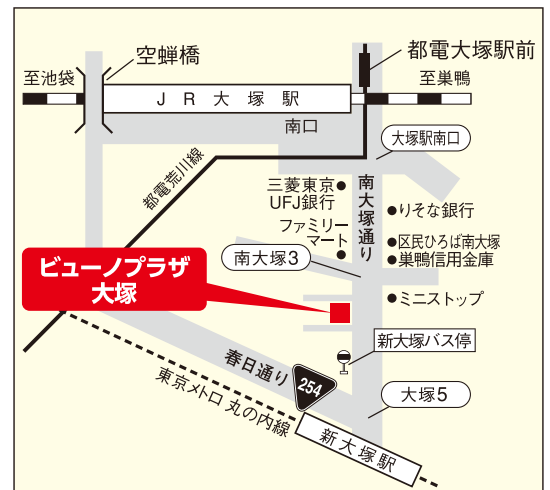 空蝉橋
都電大塚駅前
至池袋
至巣鴨
JR大塚駅
南口
大塚駅南口
都電荒川線
三菱東京
UFJ銀行
南大塚通り
りそな銀行
ファミリー
マート
区民ひろば南大塚
巣鴨信用金庫
南大塚3
ビューノプラザ
大塚
ミニストップ
新大塚バス停
春日通り
254
東京メトロ 丸の内線
大塚5
新大塚駅